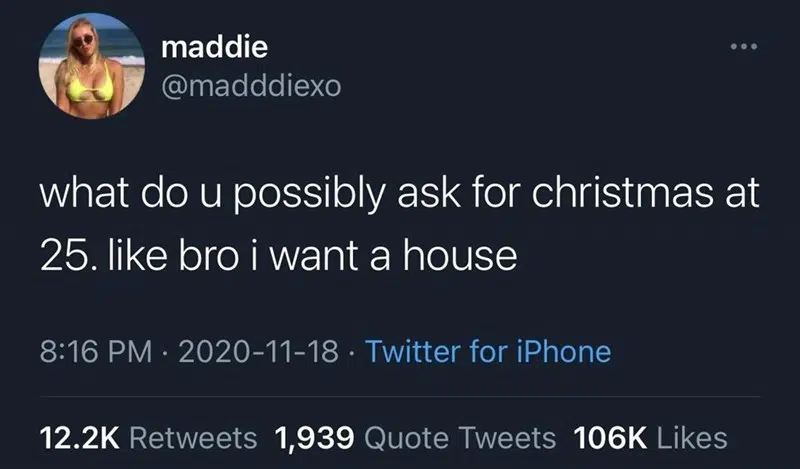 maddie
@madddiexo
what do u possibly ask for christmas at
25. like bro i want a house
8:16 PM · 2020-11-18 · Twitter for iPhone
12.2K Retweets 1,939 Quote Tweets 106K Likes